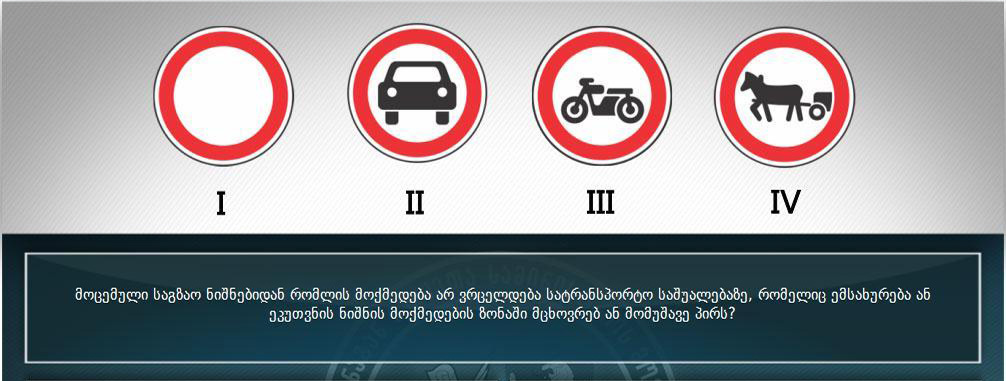 I II III IV
მოცემული საგზაო ნიშნებიდან რომლის მოქმედება არ ვრცელდება სატრანსპორტო საშუალებაზე, რომელიც ემსახურება ან
ეკუთვნის ნიშნის მოქმედების ზონაში მცხოვრებ ან მომუშავე პირს?